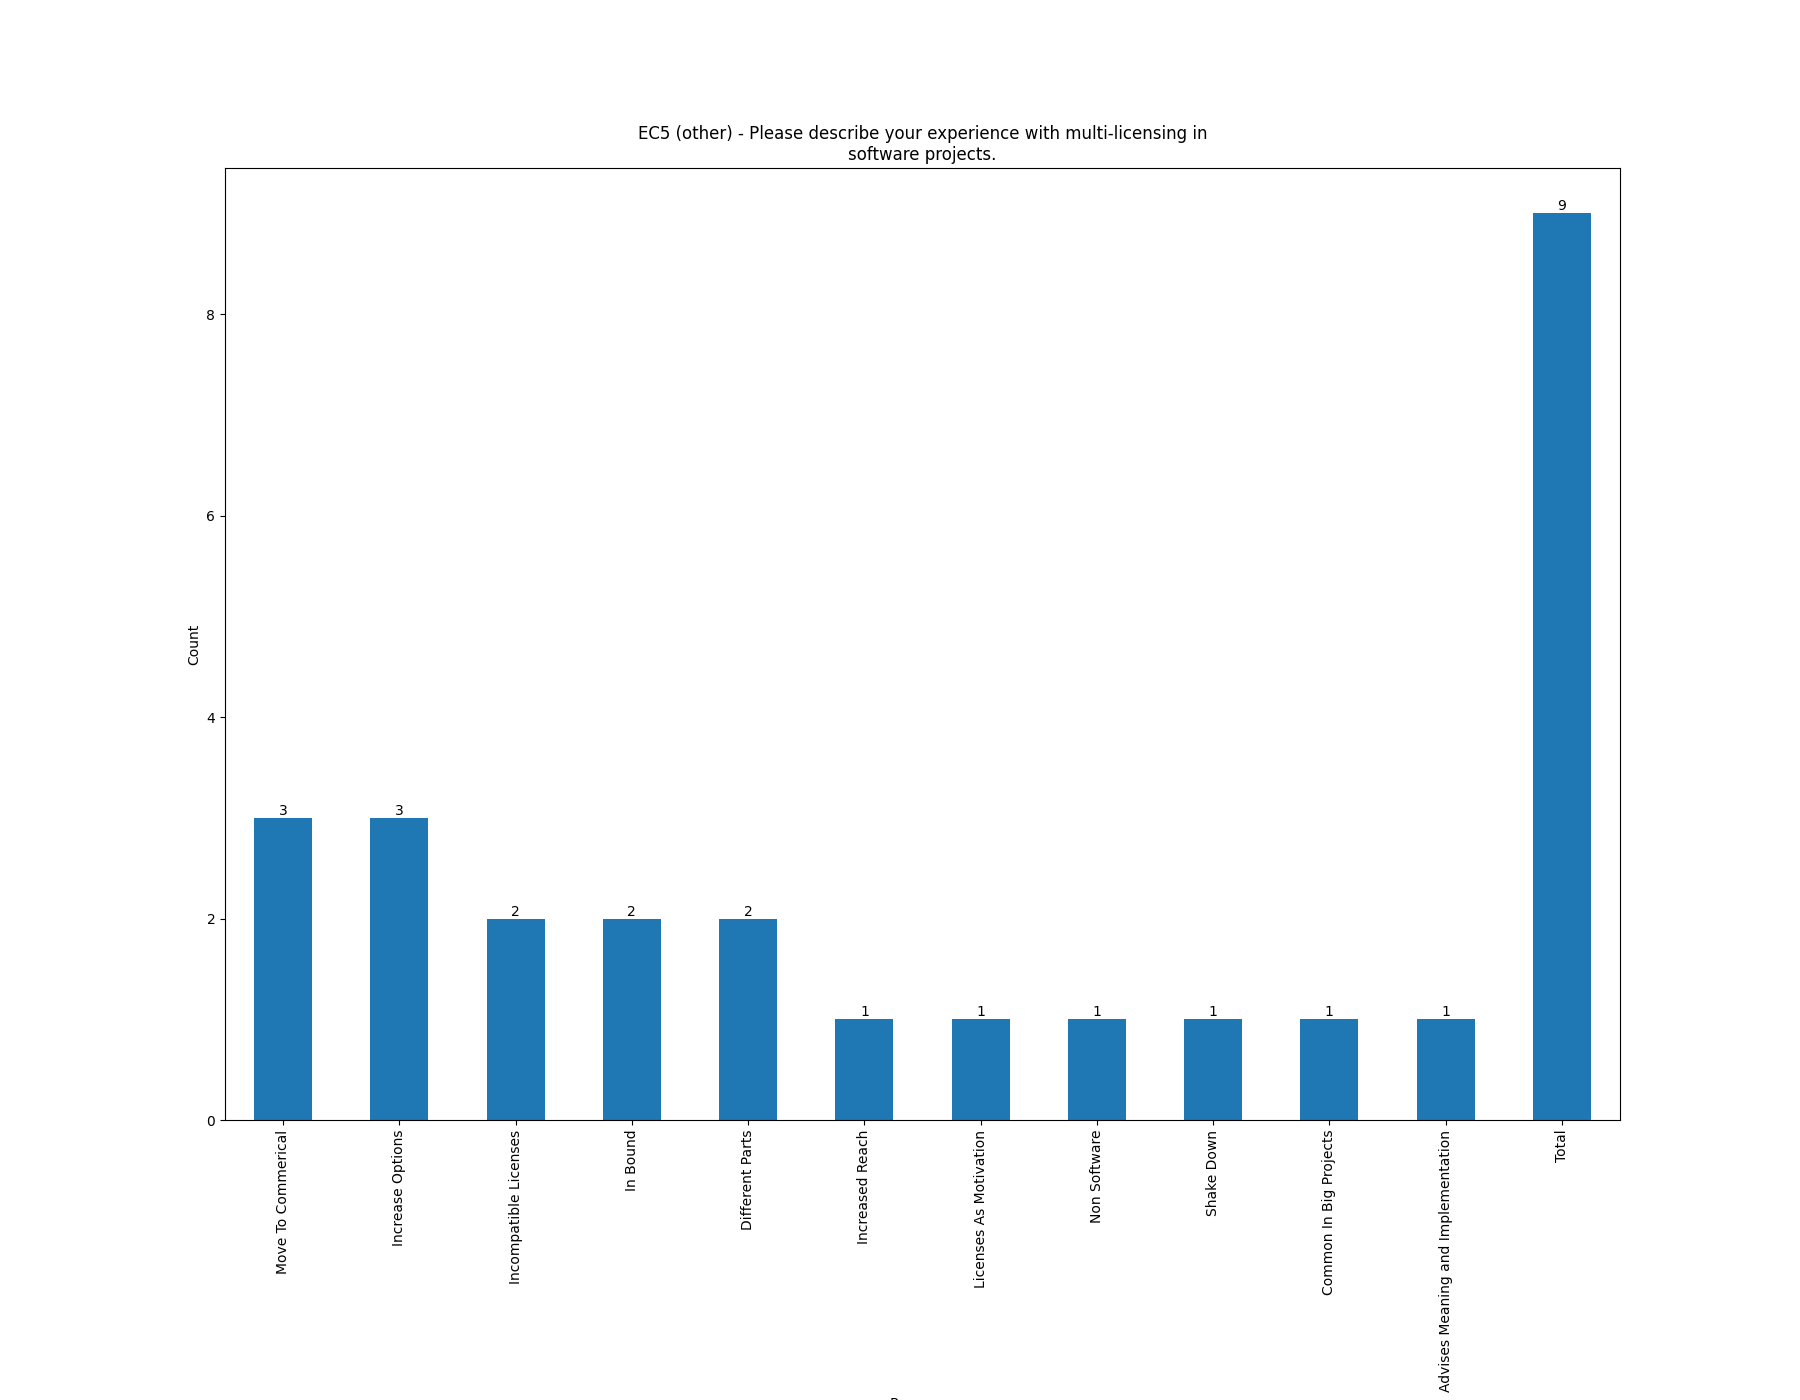 EC5 (other) - Please describe your experience with multi-licensing in
software projects.
9
8
6
Count
4
3
3
2
2
2
2
1
1
1
1
1
1
0
Move To Commerical
Increase Options
Incompatible Licenses
In Bound
Different Parts
Increased Reach
Licenses As Motivation
Non Software
Shake Down
Common In Big Projects
Advises Meaning and Implementation
Total